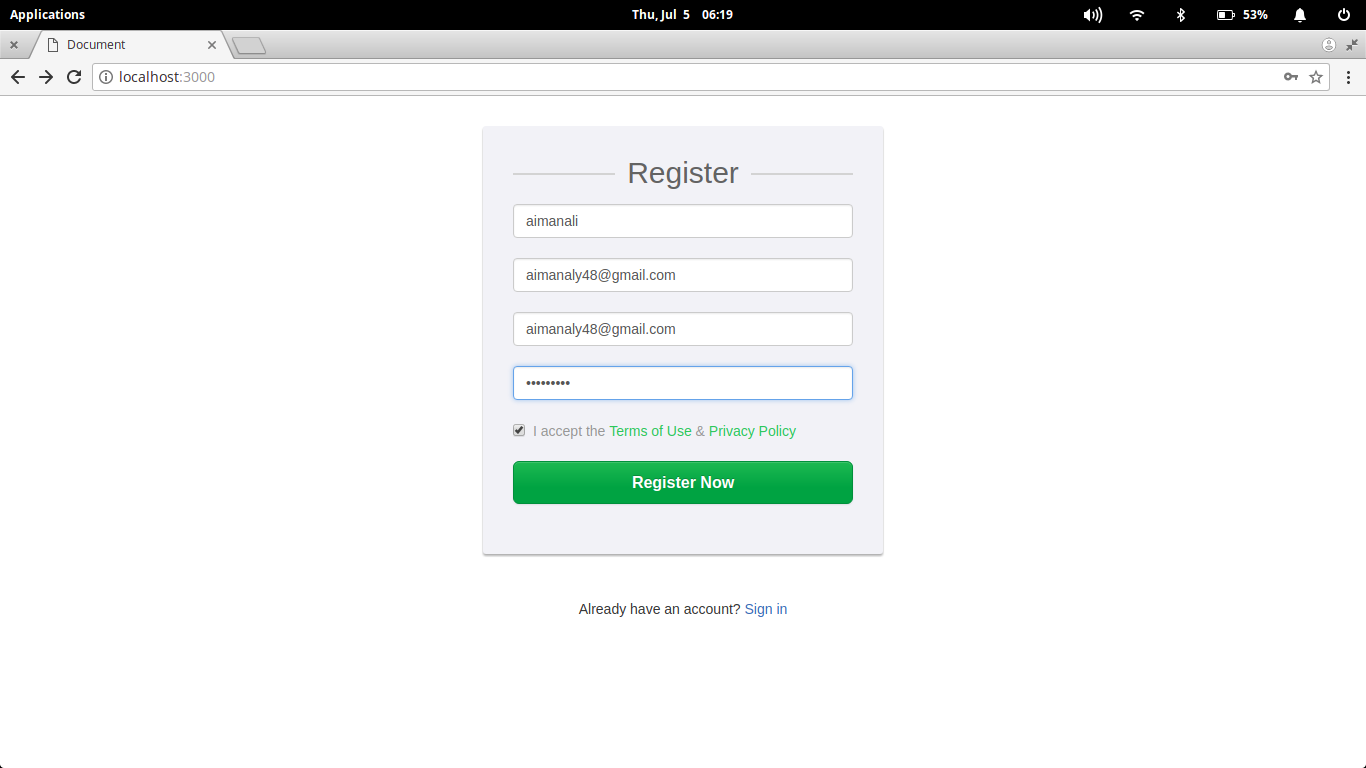 Applications
Thu, Jul 5 06:19
53%
Document
localhost:3000
Register
aimanali
aimanaly48@gmail.com
aimanaly48@gmail.com
•••••••••
I accept the Terms of Use & Privacy Policy
Register Now
Already have an account? Sign in